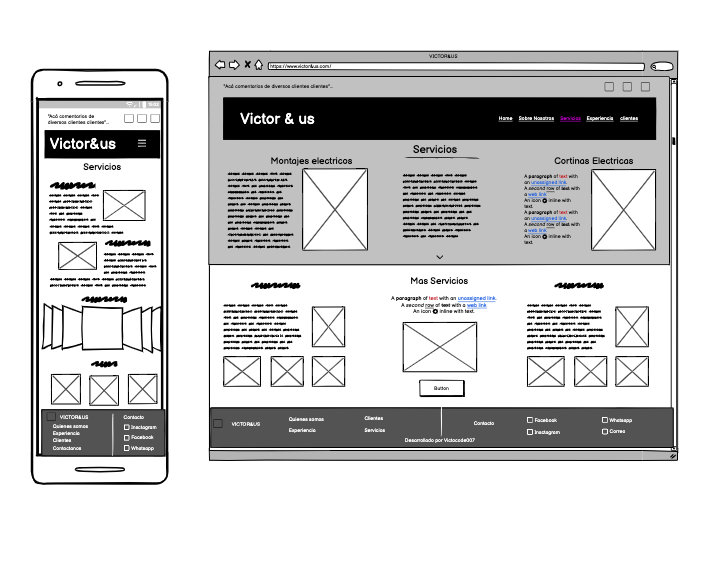 "Acá comentarios de
diversos clientes clientes"...
Victor&us
Servicios
VICTOR&US
Quienes somos
Experiencia
Clientes
Contactanos
Contacto
Inactagram
Facebook
Whatsapp
VICTOR&US
https://www.victor&us.com/
"Acá comentarios de diversos clientes clientes"...
Victor & us
Home Sobre Nosotros Servicios Experiencia clientes
Servicios
Montajes electricos
Cortinas Electricas
A paragraph of text with
an unassigned link.
A second row of text with
a web link
An icon inline with
text.
A paragraph of text with
an unassigned link.
A second row of text with
a web link
An icon inline with
text.
Mas Servicios
A paragraph of text with an unassigned link.
A second row of text with a web link
An icon inline with text.
Button
VICTOR&US
Quienes somos
Experiencia
Clientes
Servicios
Contacto
Facebook
Inactagram
Whatsapp
Correo
Desarrollado por Victocode007